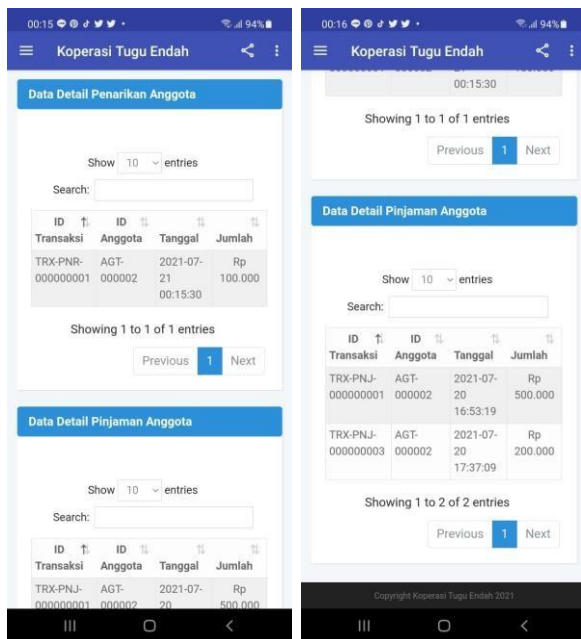 00:15
94%
Koperasi Tugu Endah
Data Detail Penarikan Anggota
Show 10 entries
Search:
ID Transaksi ID Anggota Tanggal Jumlah
TRX-PNR-000000001 AGT-000002 2021-07-21 00:15:30 Rp 100.000
Showing 1 to 1 of 1 entries
Previous 1 Next
Data Detail Pinjaman Anggota
Show 10 entries
Search:
ID Transaksi ID Anggota Tanggal Jumlah
TRX-PNJ-000000001 AGT-000002 2021-07-20 Rp 500.000
00:16
94%
Koperasi Tugu Endah
00:15:30
Showing 1 to 1 of 1 entries
Previous 1 Next
Data Detail Pinjaman Anggota
Show 10 entries
Search:
ID Transaksi ID Anggota Tanggal Jumlah
TRX-PNJ-000000001 AGT-000002 2021-07-20 16:53:19 Rp 500.000
TRX-PNJ-000000003 AGT-000002 2021-07-20 17:37:09 Rp 200.000
Showing 1 to 2 of 2 entries
Previous 1 Next
Copyright Koperasi Tugu Endah 2021